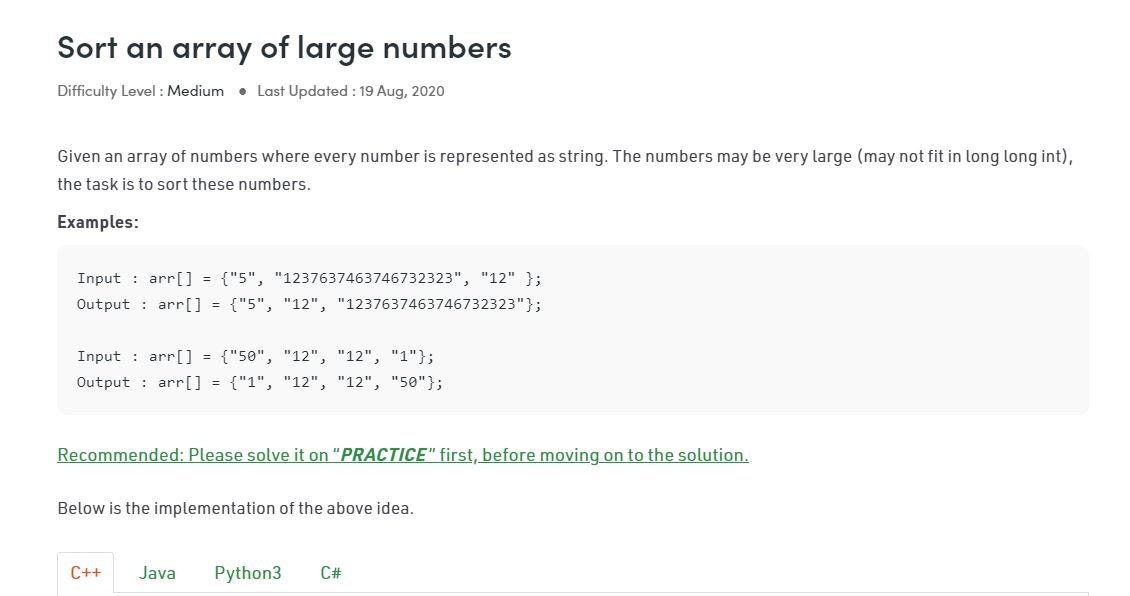 Sort an array of large numbers
Difficulty Level : Medium ● Last Updated : 19 Aug, 2020
Given an array of numbers where every number is represented as string. The numbers may be very large (may not fit in long long int),
the task is to sort these numbers.
Examples:
Input : arr[] = {"5", "1237637463746732323", "12" };
Output : arr[] = {"5", "12", "1237637463746732323"};
Input : arr[] = {"50", "12", "12", "1"};
Output : arr[] = {"1", "12", "12", "50"};
Recommended: Please solve it on “PRACTICE” first, before moving on to the solution.
Below is the implementation of the above idea.
C++ Java Python3 C#